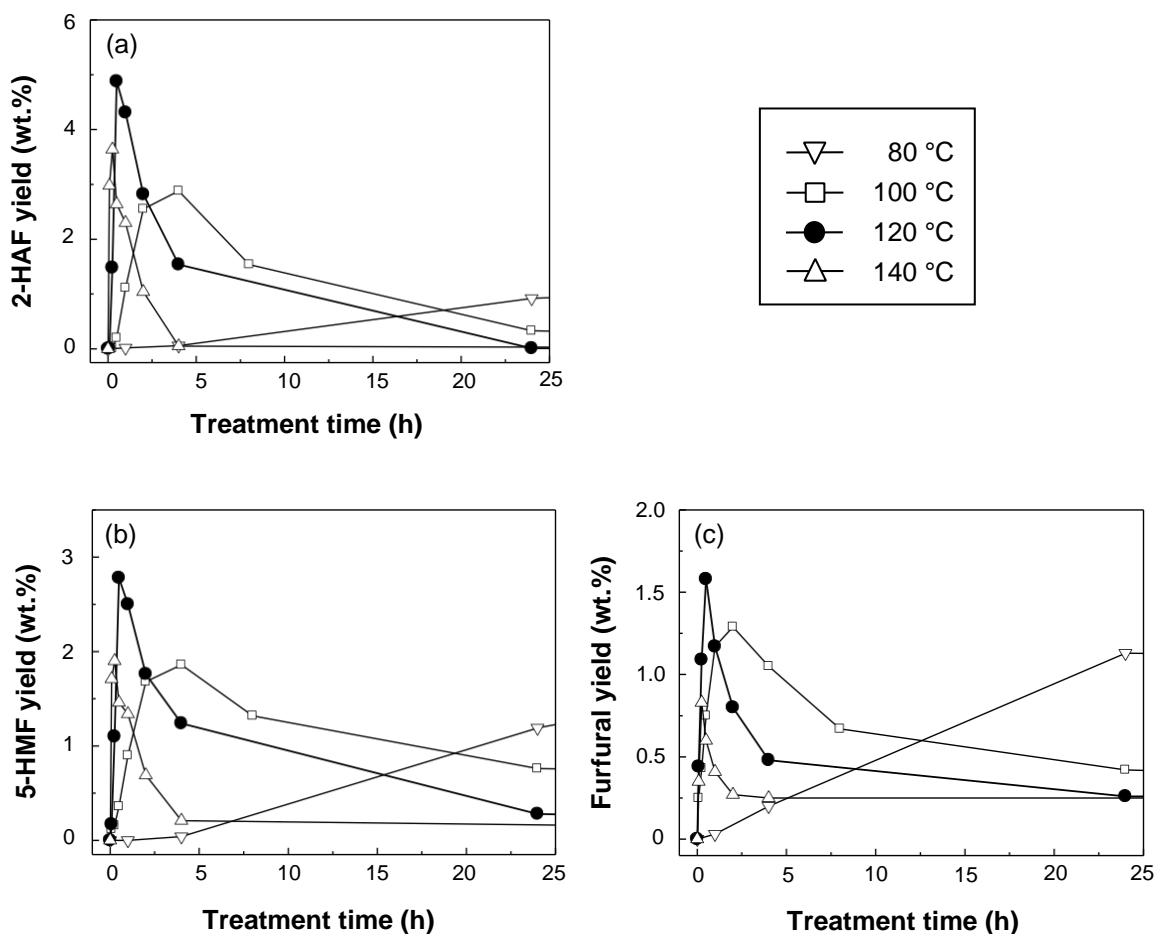 (a)
2-HAF yield (wt.%)
6
4
2
0
0 5 10 15 20 25
Treatment time (h)
80 °C
100 °C
120 °C
140 °C
(b)
5-HMF yield (wt.%)
3
2
1
0
0 5 10 15 20 25
Treatment time (h)
(c)
Furfural yield (wt.%)
2.0
1.5
1.0
0.5
0
0 5 10 15 20 25
Treatment time (h)